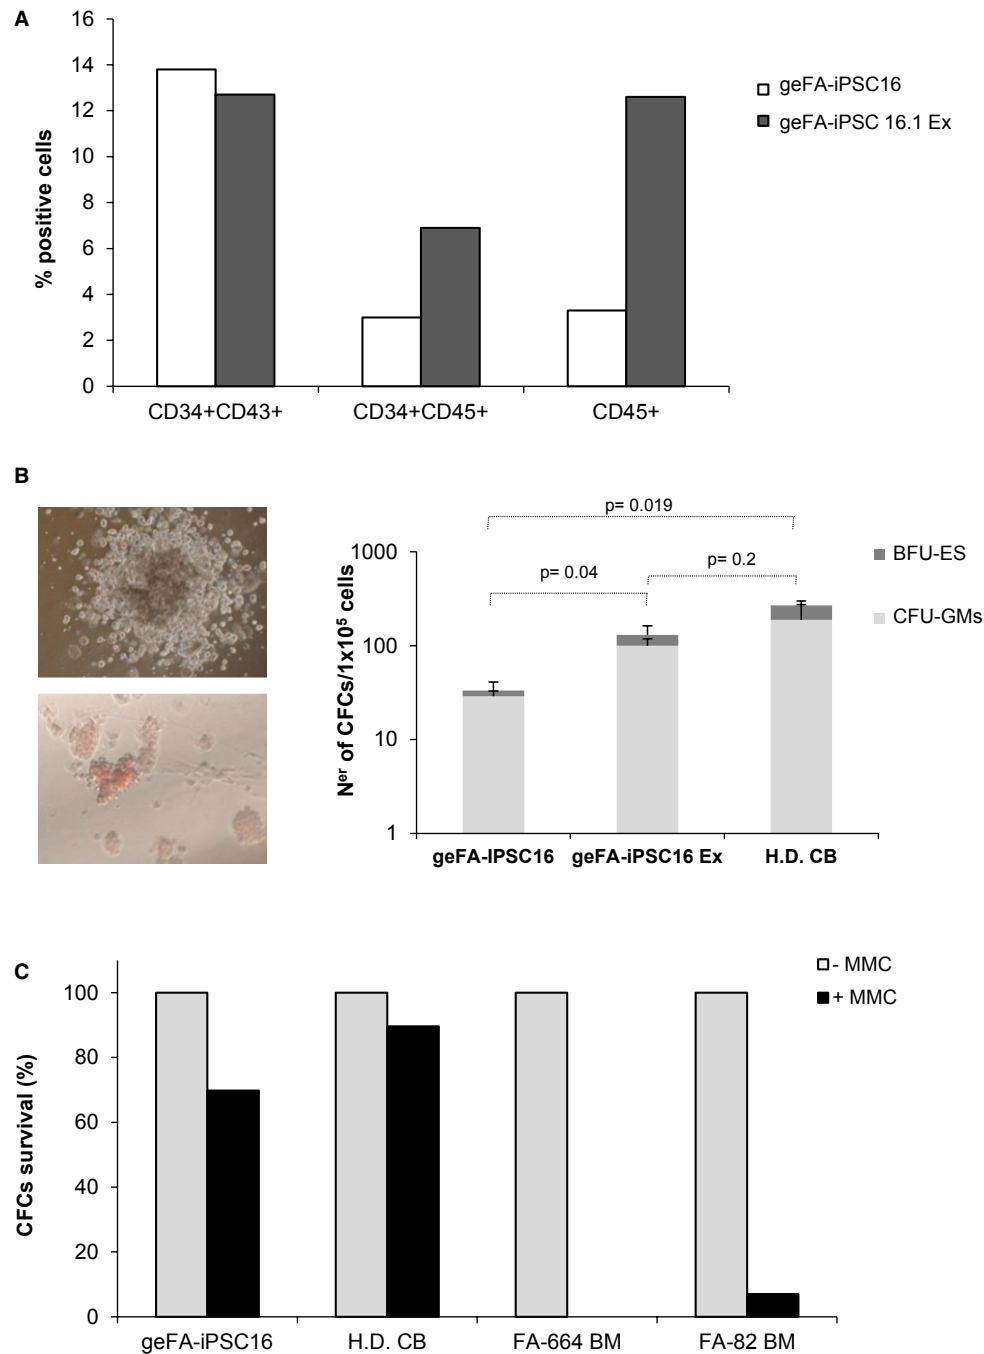 A
16
14
12
10
8
6
4
2
0
% positive cells
CD34+CD43+
CD34+CD45+
CD45+
geFA-iPSC16
geFA-iPSC 16.1 Ex
B
p= 0.019
p= 0.04
p= 0.2
1000
100
10
1
Nᵉʳ of CFCs/1x10⁵ cells
geFA-IPSC16
geFA-iPSC16 Ex
H.D. CB
BFU-ES
CFU-GMs
C
- MMC
+ MMC
100
80
60
40
20
0
CFCs survival (%)
geFA-iPSC16
H.D. CB
FA-664 BM
FA-82 BM